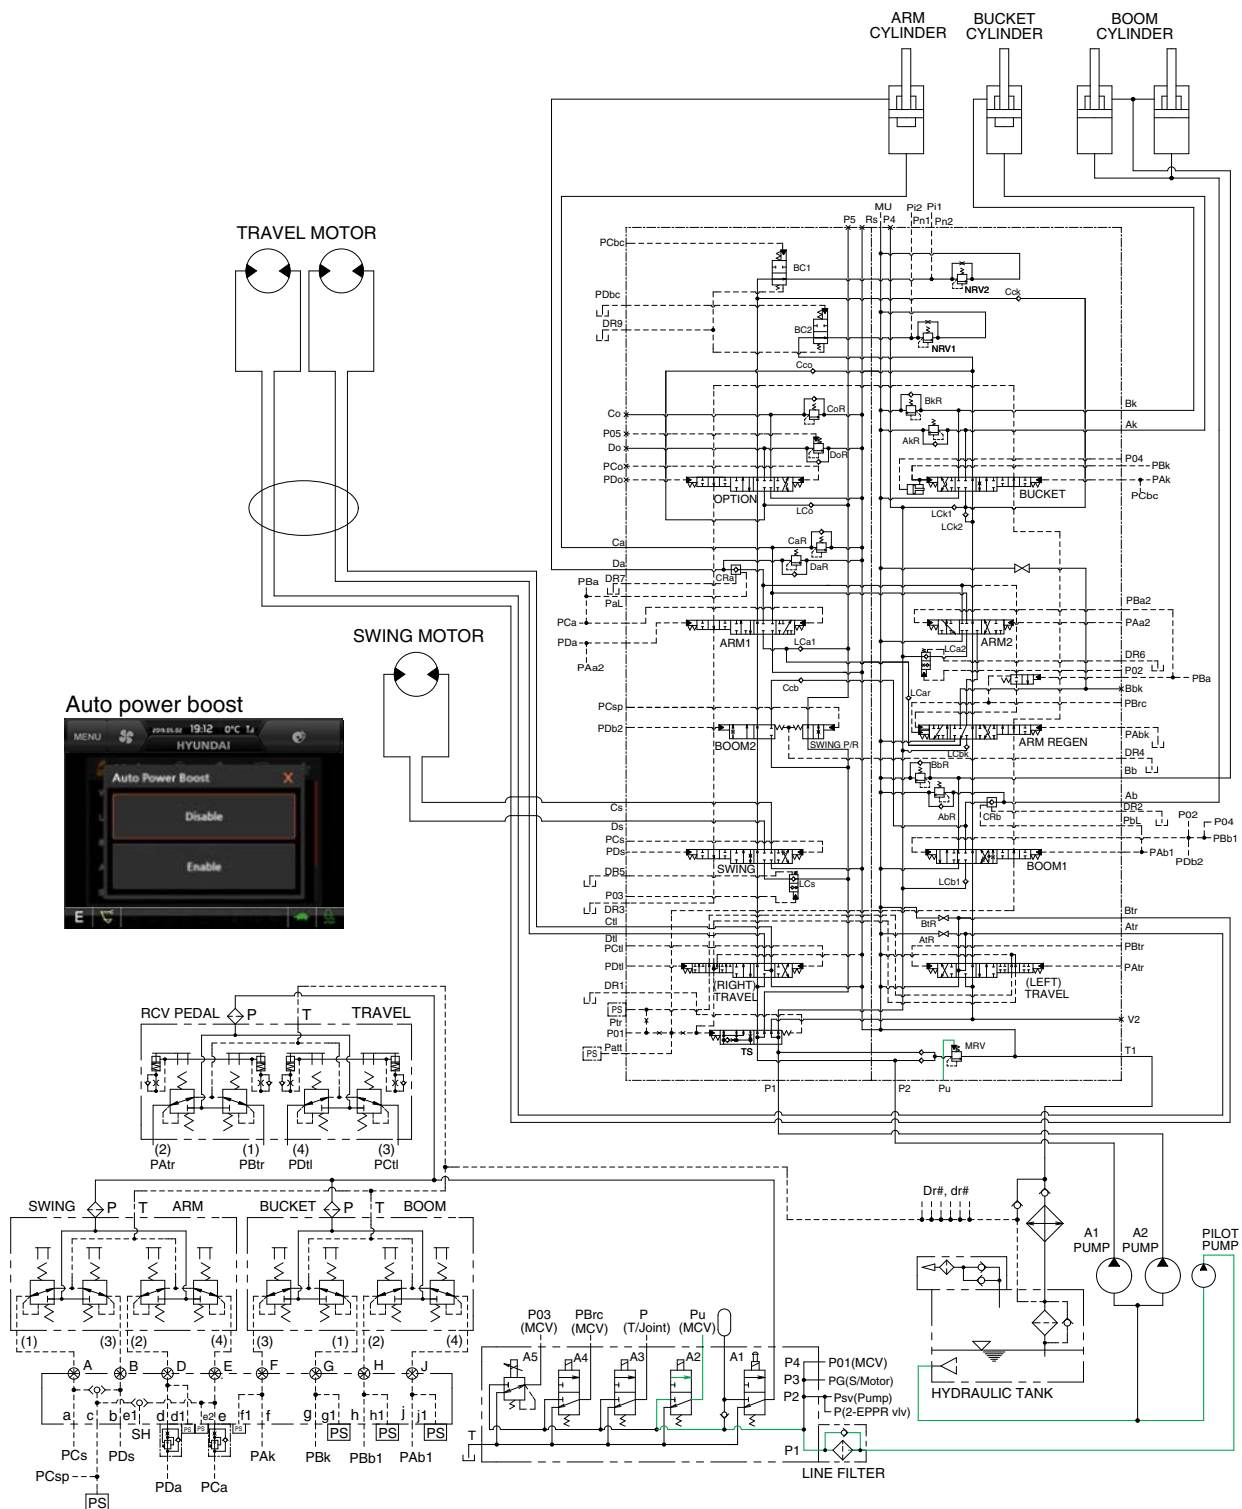 ARM
CYLINDER
BUCKET
CYLINDER
BOOM
CYLINDER
TRAVEL MOTOR
SWING MOTOR
Auto power boost
MENU
19:12
0°C
HYUNDAI
Auto Power Boost
X
Disable
Enable
E
P5
Rs
MU
P4
Pi2
Pi1
Pn1
Pn2
PCbc
BC1
NRV2
Cck
PDbc
DR9
BC2
NRV1
Cco
Co
CoR
BkR
Bk
P05
AkR
Ak
Do
DoR
PCo
P04
PBk
PDo
PAk
OPTION
BUCKET
PCbc
LCo
LCk1
LCk2
Ca
CaR
Da
DaR
PBa
DR7
CRa
PaL
PBa2
PCa
PAa2
PDa
ARM1
ARM2
LCa1
LCa2
PAa2
DR6
P02
PBa
Ccb
LCar
Bbk
PCsp
PBrc
PDb2
PAbk
BOOM2
SWING P/R
ARM REGEN
LCbk
DR4
BbR
Bb
Cs
AbR
CRb
Ab
DR2
Ds
PbL
P02
P04
PCs
PBb1
PDs
PAb1
PDb2
SWING
BOOM1
DR5
LCs
LCb1
P03
DR3
Ctl
BtR
Btr
Dtl
AtR
Atr
PCtl
PBtr
PDtl
PAtr
(RIGHT)
TRAVEL
(LEFT)
TRAVEL
DR1
PS
Ptr
P01
V2
Patt
PS
TS
MRV
T1
P1
P2
Pu
RCV PEDAL
P
T
TRAVEL
(2)
(1)
(4)
(3)
PAtr
PBtr
PDtl
PCtl
SWING
P
T
ARM
BUCKET
P
T
BOOM
(1)
(3)
(2)
(4)
(3)
(1)
(2)
(4)
A
B
D
E
F
G
H
J
a
c
b
e1
d
d1
e2
e
f1
f
g
g1
h
h1
j
j1
SH
PS
PS
PS
PS
PS
PS
PCs
PDs
PAk
PBk
PBb1
PAb1
PCsp
PDa
PCa
PS
P03
(MCV)
PBrc
(MCV)
P
(T/Joint)
Pu
(MCV)
A5
A4
A3
A2
A1
T
P4
P01(MCV)
P3
PG(S/Motor)
P2
Psv(Pump)
P(2-EPPR vlv)
P1
LINE FILTER
Dr#, dr#
A1
PUMP
A2
PUMP
PILOT
PUMP
HYDRAULIC TANK